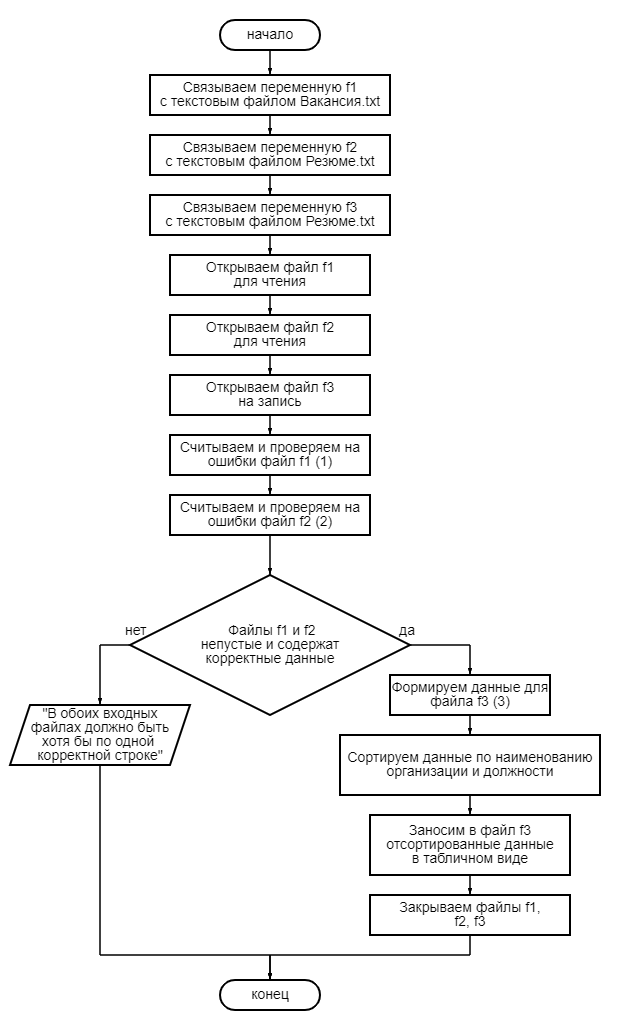 начало
Связываем переменную f1
с текстовым файлом Вакансия.txt
Связываем переменную f2
с текстовым файлом Резюме.txt
Связываем переменную f3
с текстовым файлом Резюме.txt
Открываем файл f1
для чтения
Открываем файл f2
для чтения
Открываем файл f3
на запись
Считываем и проверяем на
ошибки файл f1 (1)
Считываем и проверяем на
ошибки файл f2 (2)
Файлы f1 и f2
непустые и содержат
корректные данные
нет
"В обоих входных
файлах должно быть
хотя бы по одной
корректной строке"
да
Формируем данные для
файла f3 (3)
Сортируем данные по наименованию
организации и должности
Заносим в файл f3
отсортированные данные
в табличном виде
Закрываем файлы f1,
f2, f3
конец